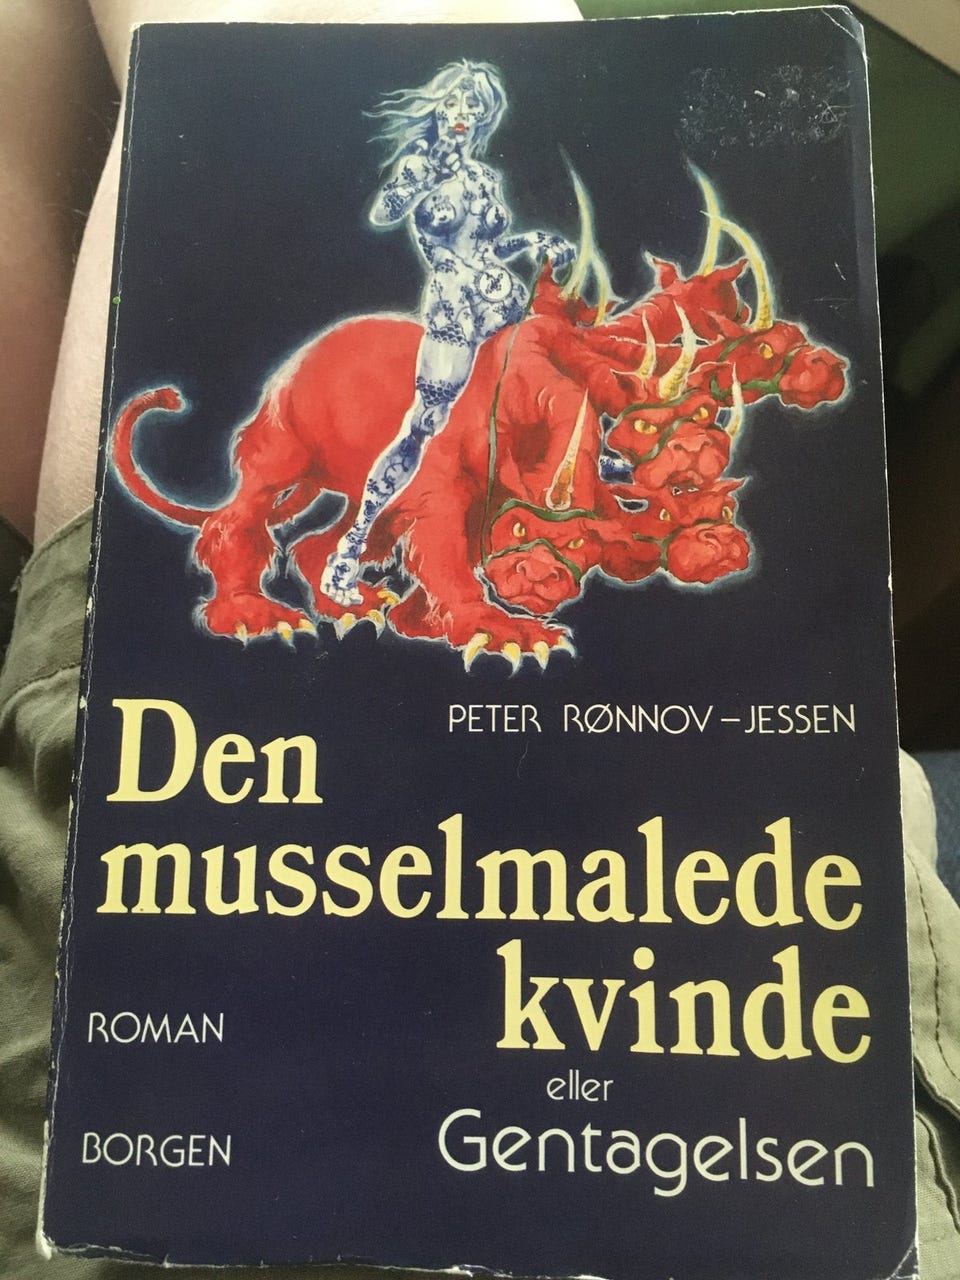 PETER RØNNOV-JESSEN
Den
musselmalede
kvinde
eller
Gentagelsen
ROMAN
BORGEN